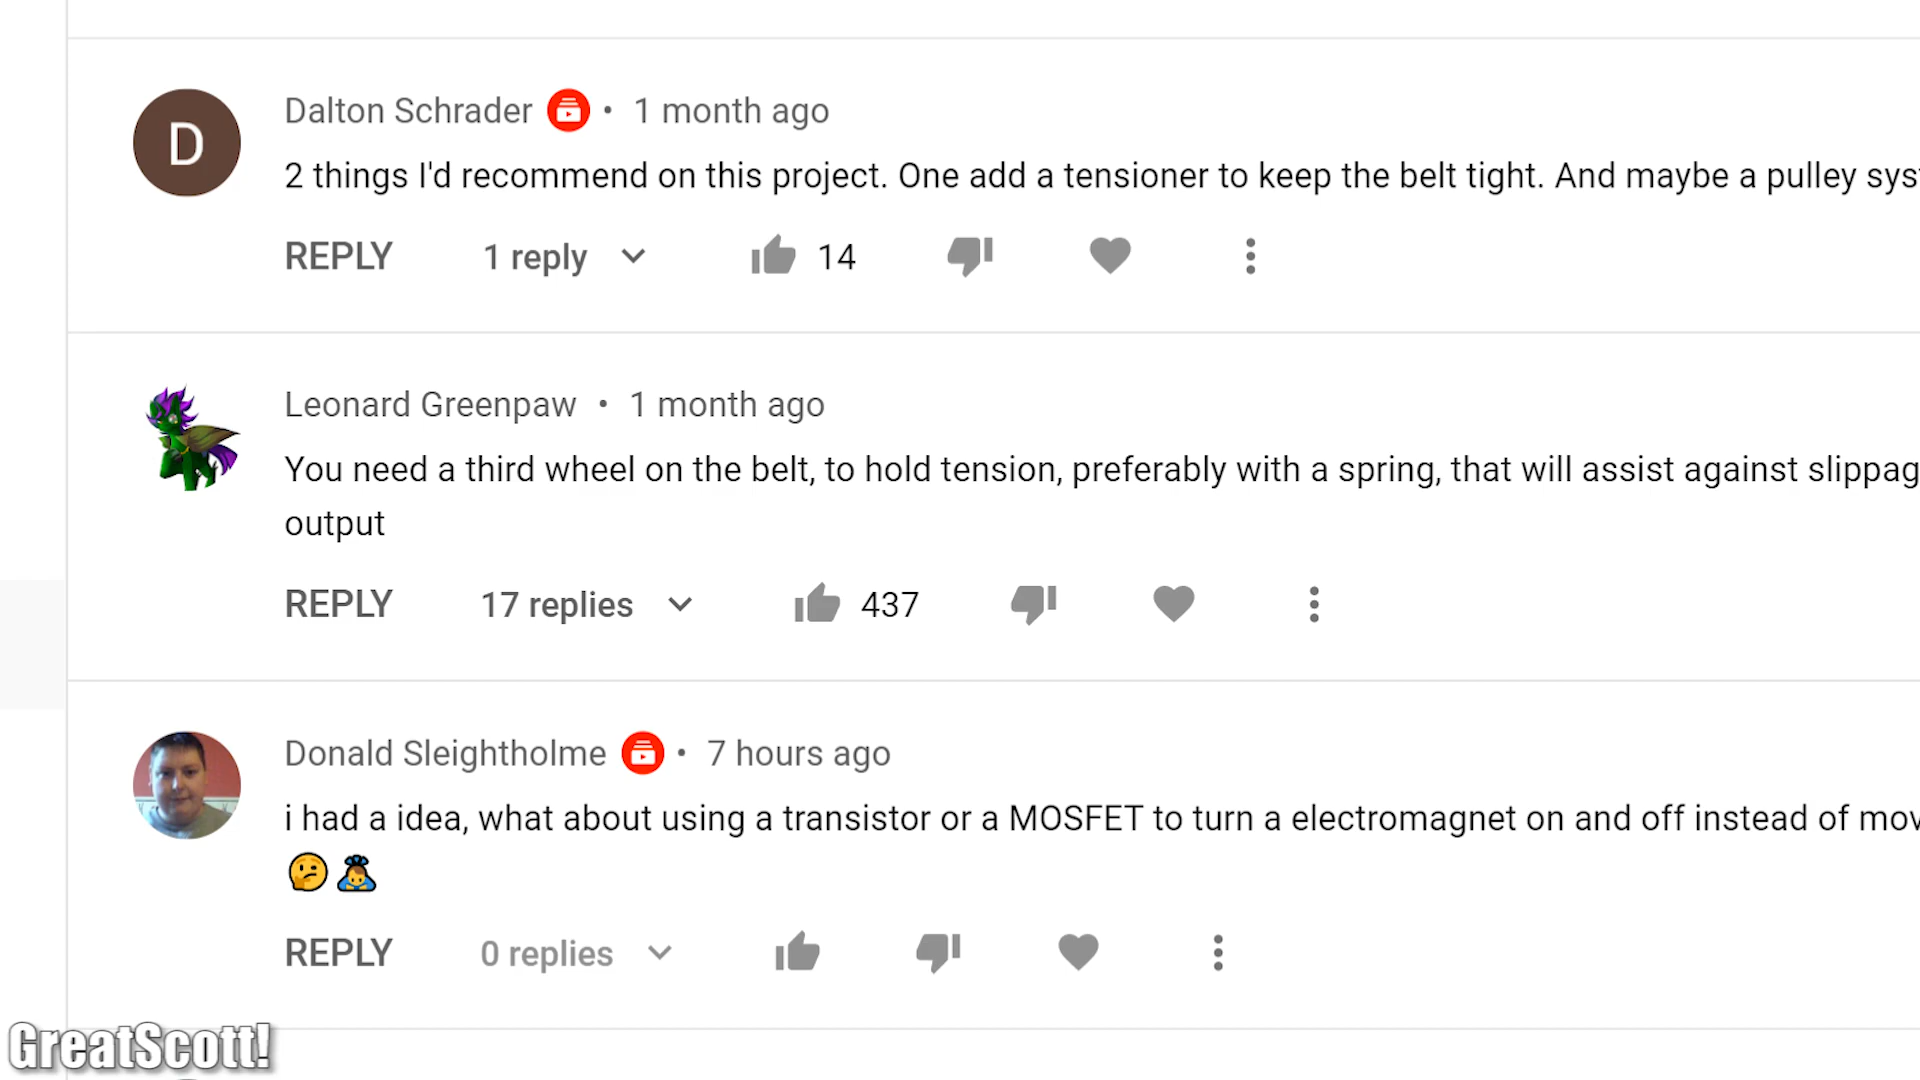 D
Dalton Schrader • 1 month ago
2 things I'd recommend on this project. One add a tensioner to keep the belt tight. And maybe a pulley sys
REPLY 1 reply 14
Leonard Greenpaw • 1 month ago
You need a third wheel on the belt, to hold tension, preferably with a spring, that will assist against slippag
output
REPLY 17 replies 437
Donald Sleightholme • 7 hours ago
i had a idea, what about using a transistor or a MOSFET to turn a electromagnet on and off instead of mov
🤔🙇
REPLY 0 replies
GreatScott!